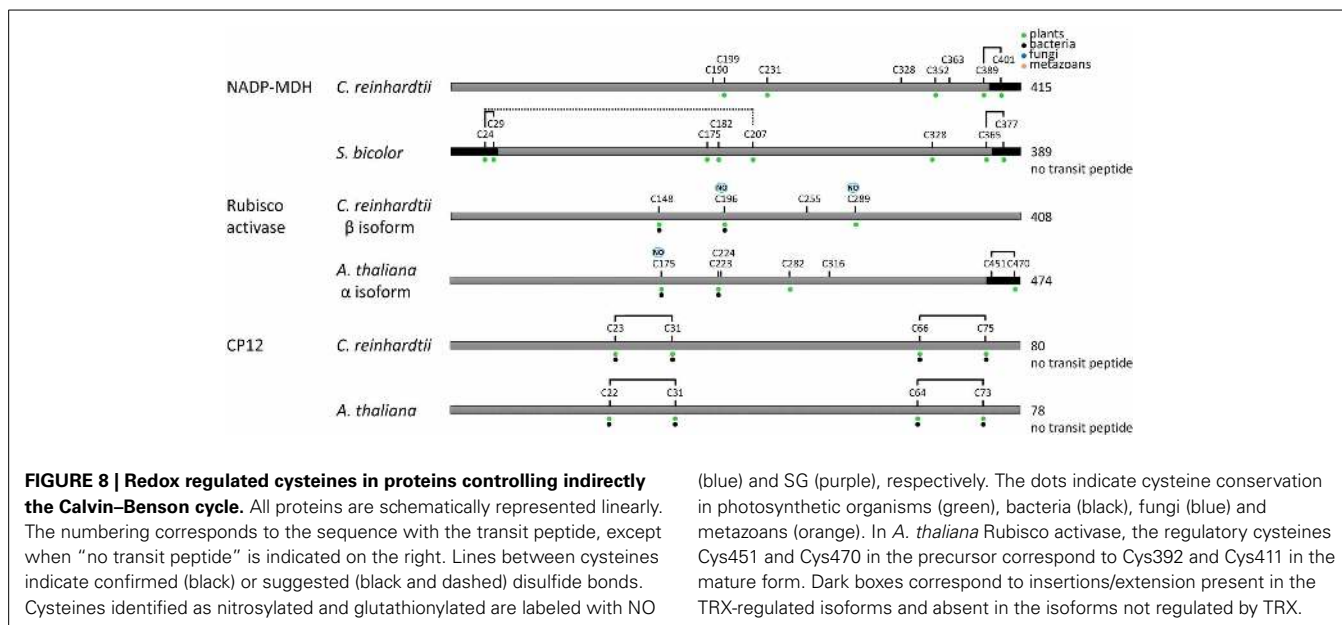 plants
bacteria
fungi
metazoans
NADP-MDH C. reinhardtii
C190 C199 C231 C328 C352 C363 C389 C401
415
S. bicolor
C24 C29 C175 C182 C207 C328 C365 C377
389
no transit peptide
Rubisco activase
C. reinhardtii
β isoform
NO NO
C148 C196 C255 C289
408
A. thaliana
α isoform
NO
C175 C223 C224 C282 C316 C451 C470
474
CP12 C. reinhardtii
C23 C31 C66 C75
80
no transit peptide
A. thaliana
C22 C31 C64 C73
78
no transit peptide
FIGURE 8 | Redox regulated cysteines in proteins controlling indirectly
the Calvin–Benson cycle. All proteins are schematically represented linearly.
The numbering corresponds to the sequence with the transit peptide, except
when "no transit peptide" is indicated on the right. Lines between cysteines
indicate confirmed (black) or suggested (black and dashed) disulfide bonds.
Cysteines identified as nitrosylated and glutathionylated are labeled with NO
(blue) and SG (purple), respectively. The dots indicate cysteine conservation
in photosynthetic organisms (green), bacteria (black), fungi (blue) and
metazoans (orange). In A. thaliana Rubisco activase, the regulatory cysteines
Cys451 and Cys470 in the precursor correspond to Cys392 and Cys411 in the
mature form. Dark boxes correspond to insertions/extension present in the
TRX-regulated isoforms and absent in the isoforms not regulated by TRX.